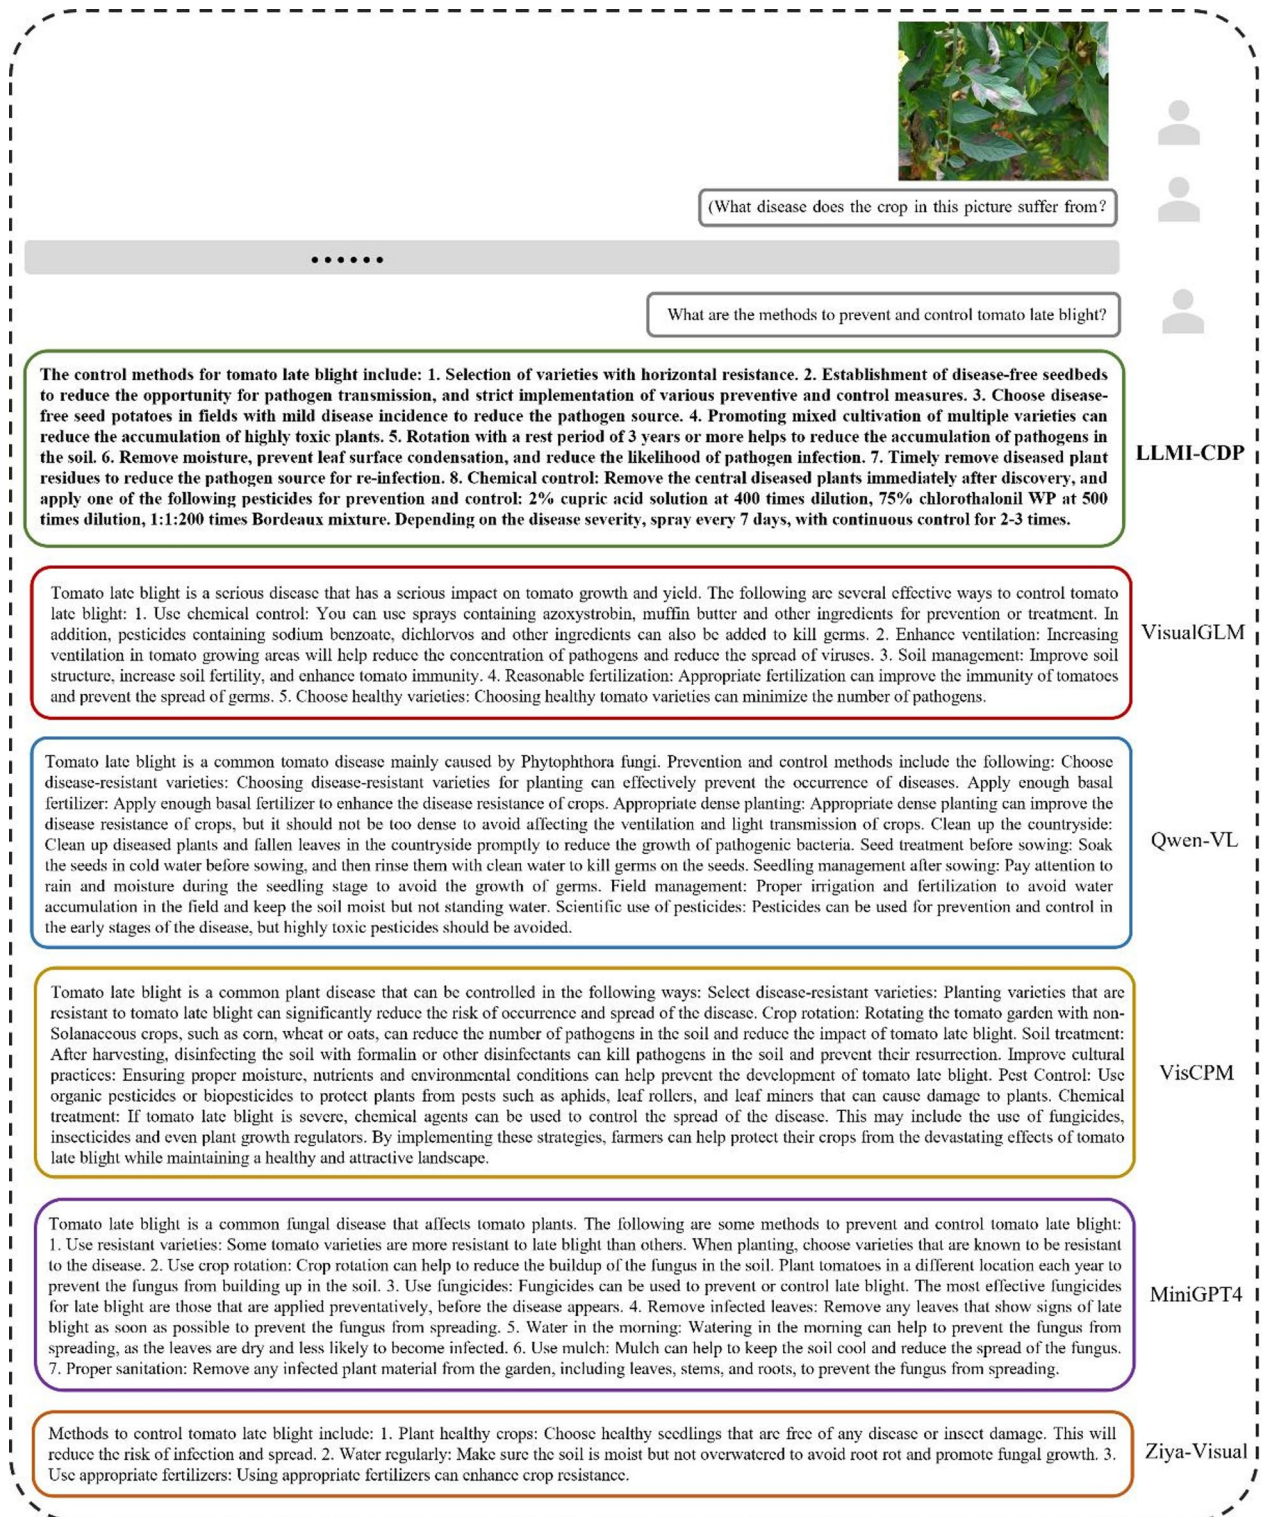 (What disease does the crop in this picture suffer from?
••••••
What are the methods to prevent and control tomato late blight?
The control methods for tomato late blight include: 1. Selection of varieties with horizontal resistance. 2. Establishment of disease-free seedbeds
to reduce the opportunity for pathogen transmission, and strict implementation of various preventive and control measures. 3. Choose disease-
free seed potatoes in fields with mild disease incidence to reduce the pathogen source. 4. Promoting mixed cultivation of multiple varieties can
reduce the accumulation of highly toxic plants. 5. Rotation with a rest period of 3 years or more helps to reduce the accumulation of pathogens in
the soil. 6. Remove moisture, prevent leaf surface condensation, and reduce the likelihood of pathogen infection. 7. Timely remove diseased plant
residues to reduce the pathogen source for re-infection. 8. Chemical control: Remove the central diseased plants immediately after discovery, and
apply one of the following pesticides for prevention and control: 2% cupric acid solution at 400 times dilution, 75% chlorothalonil WP at 500
times dilution, 1:1:200 times Bordeaux mixture. Depending on the disease severity, spray every 7 days, with continuous control for 2-3 times.
LLMI-CDP
Tomato late blight is a serious disease that has a serious impact on tomato growth and yield. The following are several effective ways to control tomato
late blight: 1. Use chemical control: You can use sprays containing azoxystrobin, muffin butter and other ingredients for prevention or treatment. In
addition, pesticides containing sodium benzoate, dichlorvos and other ingredients can also be added to kill germs. 2. Enhance ventilation: Increasing
ventilation in tomato growing areas will help reduce the concentration of pathogens and reduce the spread of viruses. 3. Soil management: Improve soil
structure, increase soil fertility, and enhance tomato immunity. 4. Reasonable fertilization: Appropriate fertilization can improve the immunity of tomatoes
and prevent the spread of germs. 5. Choose healthy varieties: Choosing healthy tomato varieties can minimize the number of pathogens.
VisualGLM
Tomato late blight is a common tomato disease mainly caused by Phytophthora fungi. Prevention and control methods include the following: Choose
disease-resistant varieties: Choosing disease-resistant varieties for planting can effectively prevent the occurrence of diseases. Apply enough basal
fertilizer: Apply enough basal fertilizer to enhance the disease resistance of crops. Appropriate dense planting: Appropriate dense planting can improve the
disease resistance of crops, but it should not be too dense to avoid affecting the ventilation and light transmission of crops. Clean up the countryside:
Clean up diseased plants and fallen leaves in the countryside promptly to reduce the growth of pathogenic bacteria. Seed treatment before sowing: Soak
the seeds in cold water before sowing, and then rinse them with clean water to kill germs on the seeds. Seedling management after sowing: Pay attention to
rain and moisture during the seedling stage to avoid the growth of germs. Field management: Proper irrigation and fertilization to avoid water
accumulation in the field and keep the soil moist but not standing water. Scientific use of pesticides: Pesticides can be used for prevention and control in
the early stages of the disease, but highly toxic pesticides should be avoided.
Qwen-VL
Tomato late blight is a common plant disease that can be controlled in the following ways: Select disease-resistant varieties: Planting varieties that are
resistant to tomato late blight can significantly reduce the risk of occurrence and spread of the disease. Crop rotation: Rotating the tomato garden with non-
Solanaceous crops, such as corn, wheat or oats, can reduce the number of pathogens in the soil and reduce the impact of tomato late blight. Soil treatment:
After harvesting, disinfecting the soil with formalin or other disinfectants can kill pathogens in the soil and prevent their resurrection. Improve cultural
practices: Ensuring proper moisture, nutrients and environmental conditions can help prevent the development of tomato late blight. Pest Control: Use
organic pesticides or biopesticides to protect plants from pests such as aphids, leaf rollers, and leaf miners that can cause damage to plants. Chemical
treatment: If tomato late blight is severe, chemical agents can be used to control the spread of the disease. This may include the use of fungicides,
insecticides and even plant growth regulators. By implementing these strategies, farmers can help protect their crops from the devastating effects of tomato
late blight while maintaining a healthy and attractive landscape.
VisCPM
Tomato late blight is a common fungal disease that affects tomato plants. The following are some methods to prevent and control tomato late blight:
1. Use resistant varieties: Some tomato varieties are more resistant to late blight than others. When planting, choose varieties that are known to be resistant
to the disease. 2. Use crop rotation: Crop rotation can help to reduce the buildup of the fungus in the soil. Plant tomatoes in a different location each year to
prevent the fungus from building up in the soil. 3. Use fungicides: Fungicides can be used to prevent or control late blight. The most effective fungicides
for late blight are those that are applied preventatively, before the disease appears. 4. Remove infected leaves: Remove any leaves that show signs of late
blight as soon as possible to prevent the fungus from spreading. 5. Water in the morning: Watering in the morning can help to prevent the fungus from
spreading, as the leaves are dry and less likely to become infected. 6. Use mulch: Mulch can help to keep the soil cool and reduce the spread of the fungus.
7. Proper sanitation: Remove any infected plant material from the garden, including leaves, stems, and roots, to prevent the fungus from spreading.
MiniGPT4
Methods to control tomato late blight include: 1. Plant healthy crops: Choose healthy seedlings that are free of any disease or insect damage. This will
reduce the risk of infection and spread. 2. Water regularly: Make sure the soil is moist but not overwatered to avoid root rot and promote fungal growth. 3.
Use appropriate fertilizers: Using appropriate fertilizers can enhance crop resistance.
Ziya-Visual